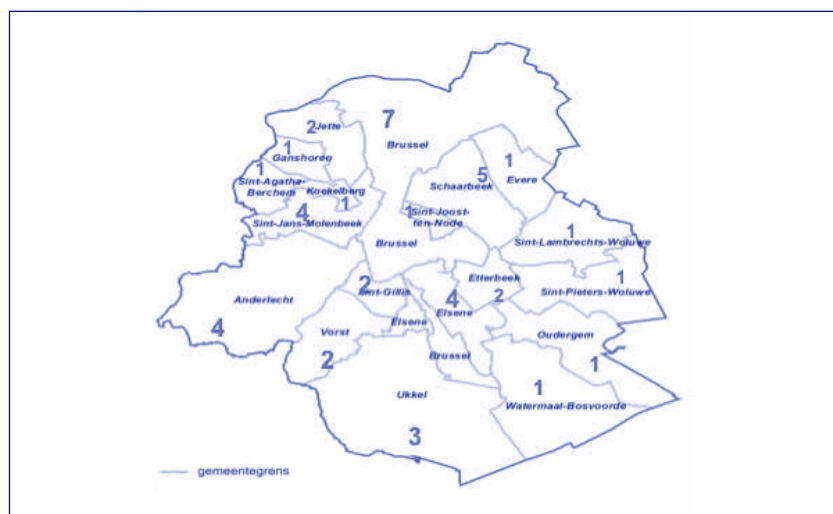 7
2 Jette
Brussel
1
Ganshoren
1
Evere
5
Schaarbeek
1
Sint-Agatha-
Berchem
Koekelberg
4
1
Sint-Jans-Molenbeek
1
Sint-Joost-
ten-Node
1
Sint-Lambrechts-Woluwe
Brussel
Etterbeek
2
1
Sint-Pieters-Woluwe
2
Sint-Gillis
4
Elsene
Anderlecht
4
Elsene
Vorst
2
Oudergem
1
Brussel
1
Watermaal-Bosvoorde
Ukkel
3
gemeentegrens